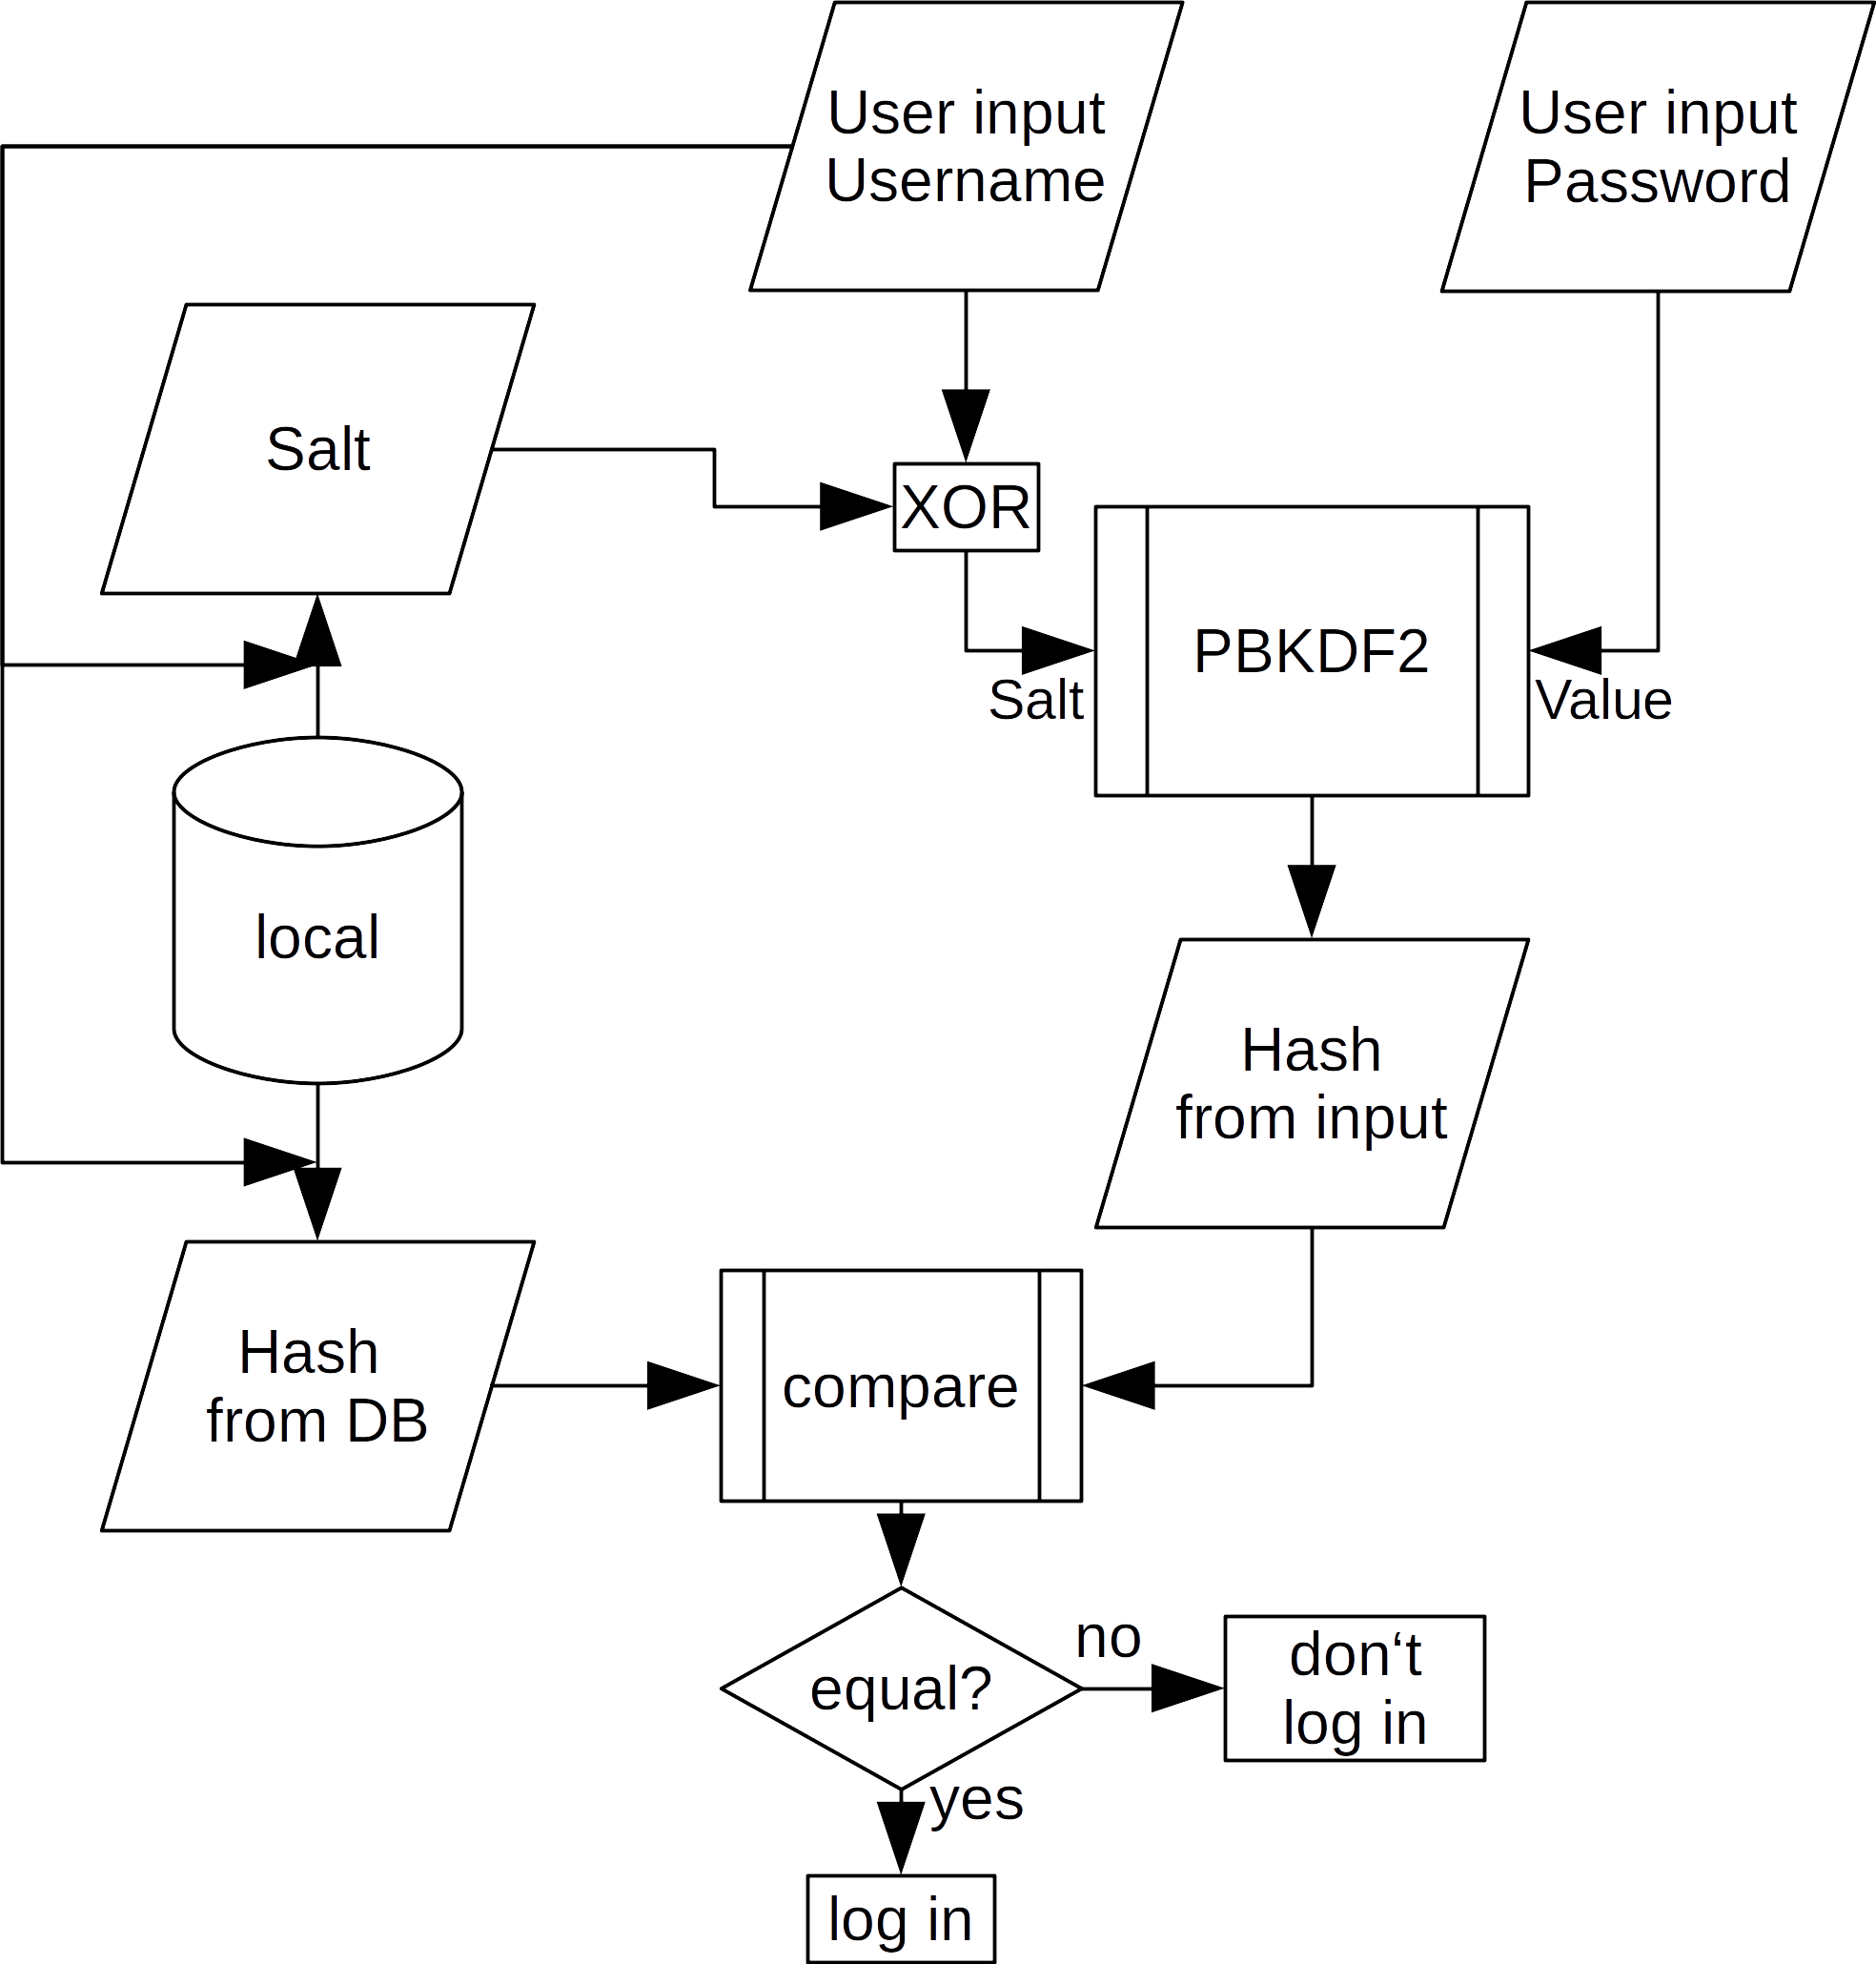 User input
Username
User input
Password
Salt
XOR
PBKDF2
Salt
Value
local
Hash
from input
Hash
from DB
compare
equal?
no
don‘t
log in
yes
log in